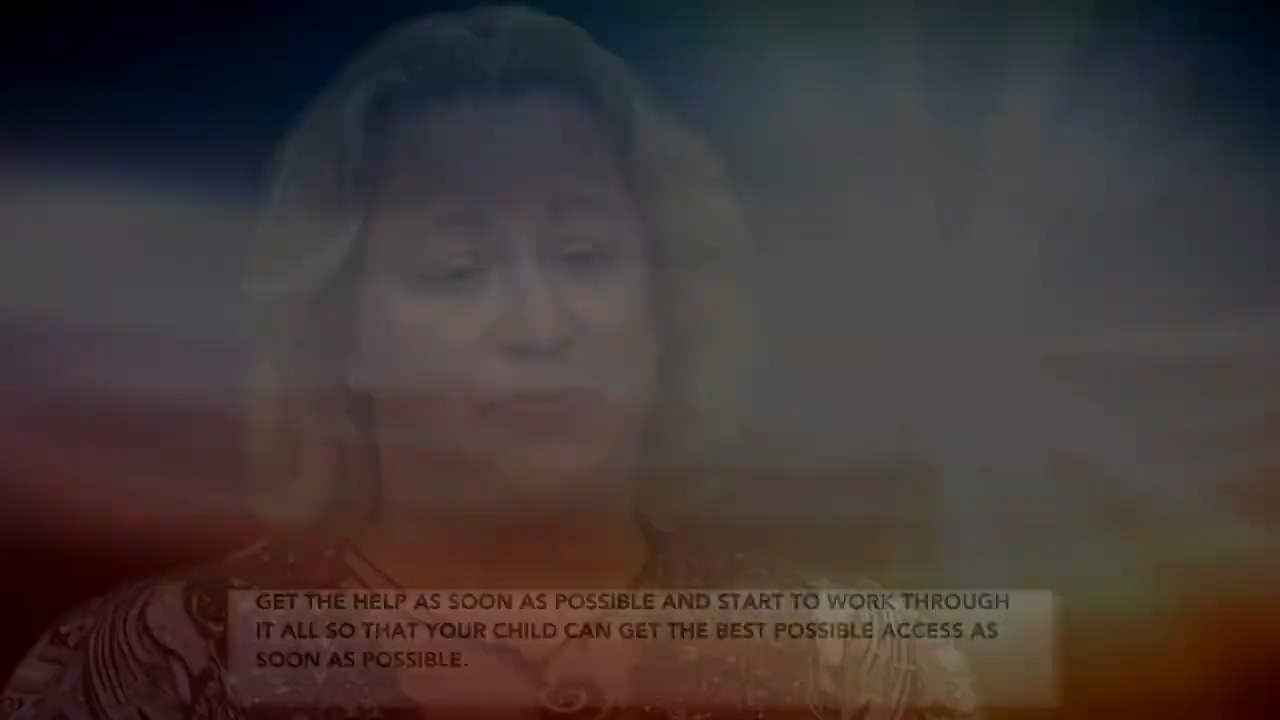 GET THE HELP AS SOON AS POSSIBLE AND START TO WORK THROUGH
IT ALL SO THAT YOUR CHILD CAN GET THE BEST POSSIBLE ACCESS AS
SOON AS POSSIBLE.